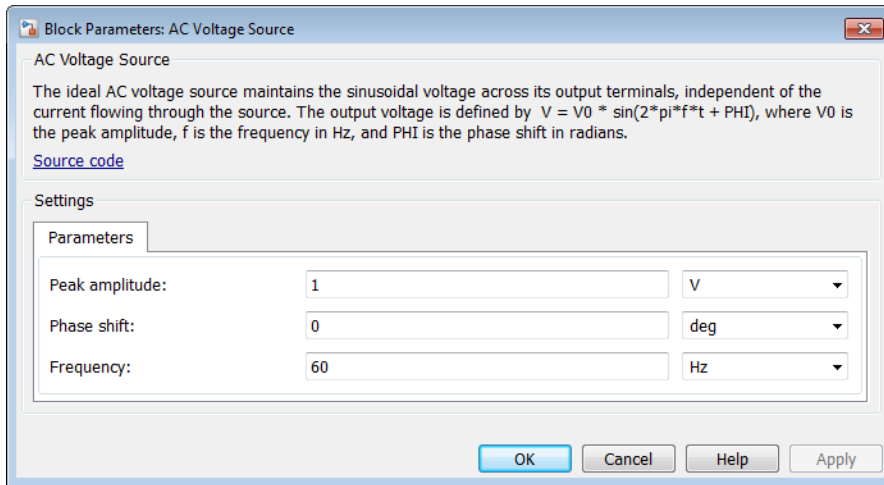 Block Parameters: AC Voltage Source
AC Voltage Source
The ideal AC voltage source maintains the sinusoidal voltage across its output terminals, independent of the
current flowing through the source. The output voltage is defined by  V = V0 * sin(2*pi*f*t + PHI), where V0 is
the peak amplitude, f is the frequency in Hz, and PHI is the phase shift in radians.
Source code
Settings
Parameters
Peak amplitude: 1 V
Phase shift: 0 deg
Frequency: 60 Hz
OK Cancel Help Apply